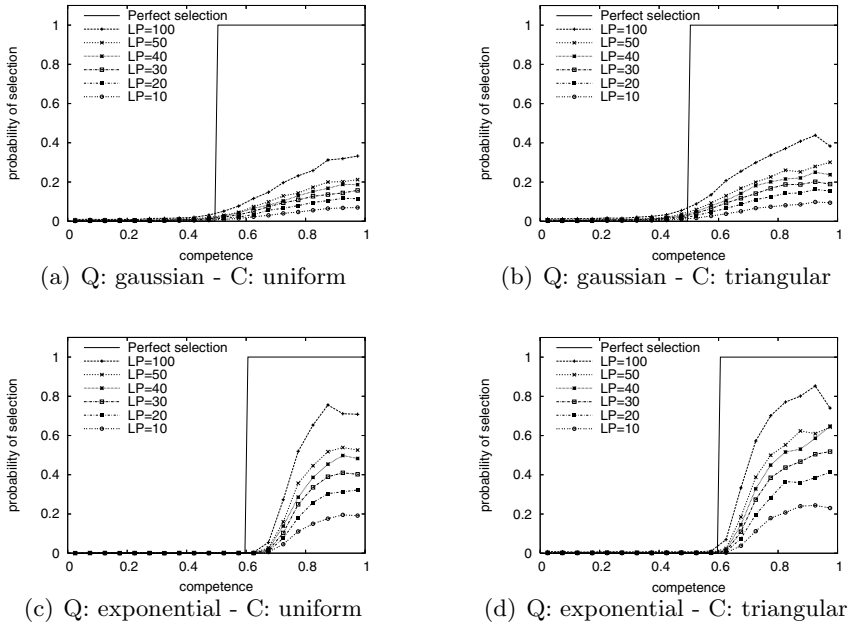 Perfect selection
LP=100
LP=50
LP=40
LP=30
LP=20
LP=10
1
0.8
0.6
0.4
0.2
0
probability of selection
0 0.2 0.4 0.6 0.8 1
competence
(a) Q: gaussian - C: uniform
Perfect selection
LP=100
LP=50
LP=40
LP=30
LP=20
LP=10
1
0.8
0.6
0.4
0.2
0
probability of selection
0 0.2 0.4 0.6 0.8 1
competence
(b) Q: gaussian - C: triangular
Perfect selection
LP=100
LP=50
LP=40
LP=30
LP=20
LP=10
1
0.8
0.6
0.4
0.2
0
probability of selection
0 0.2 0.4 0.6 0.8 1
competence
(c) Q: exponential - C: uniform
Perfect selection
LP=100
LP=50
LP=40
LP=30
LP=20
LP=10
1
0.8
0.6
0.4
0.2
0
probability of selection
0 0.2 0.4 0.6 0.8 1
competence
(d) Q: exponential - C: triangular